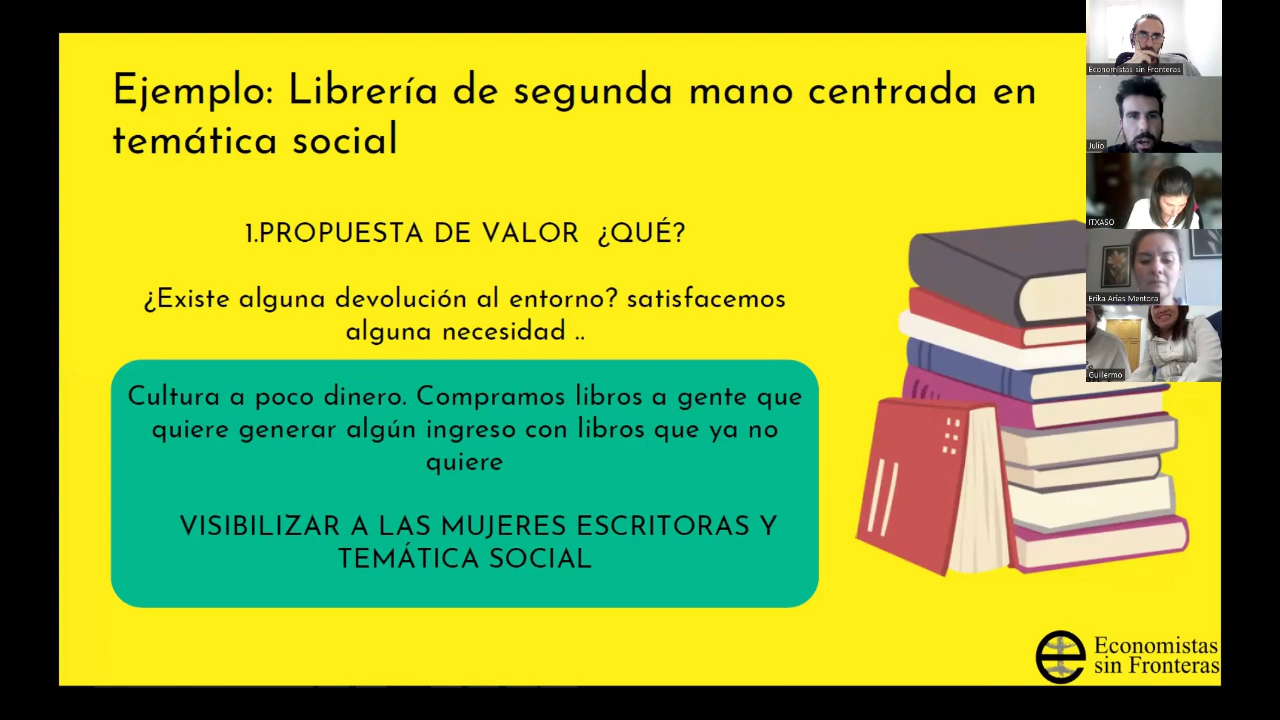 Ejemplo: Librería de segunda mano centrada en
temática social
1.PROPUESTA DE VALOR ¿QUÉ?
¿Existe alguna devolución al entorno? satisfacemos
alguna necesidad ..
Cultura a poco dinero. Compramos libros a gente que
quiere generar algún ingreso con libros que ya no
quiere
VISIBILIZAR A LAS MUJERES ESCRITORAS Y
TEMÁTICA SOCIAL
Economistas
sin Fronteras
Economistas sin Fronteras
Julio
ITXASO
Erika Arias Mentora
Guillermo